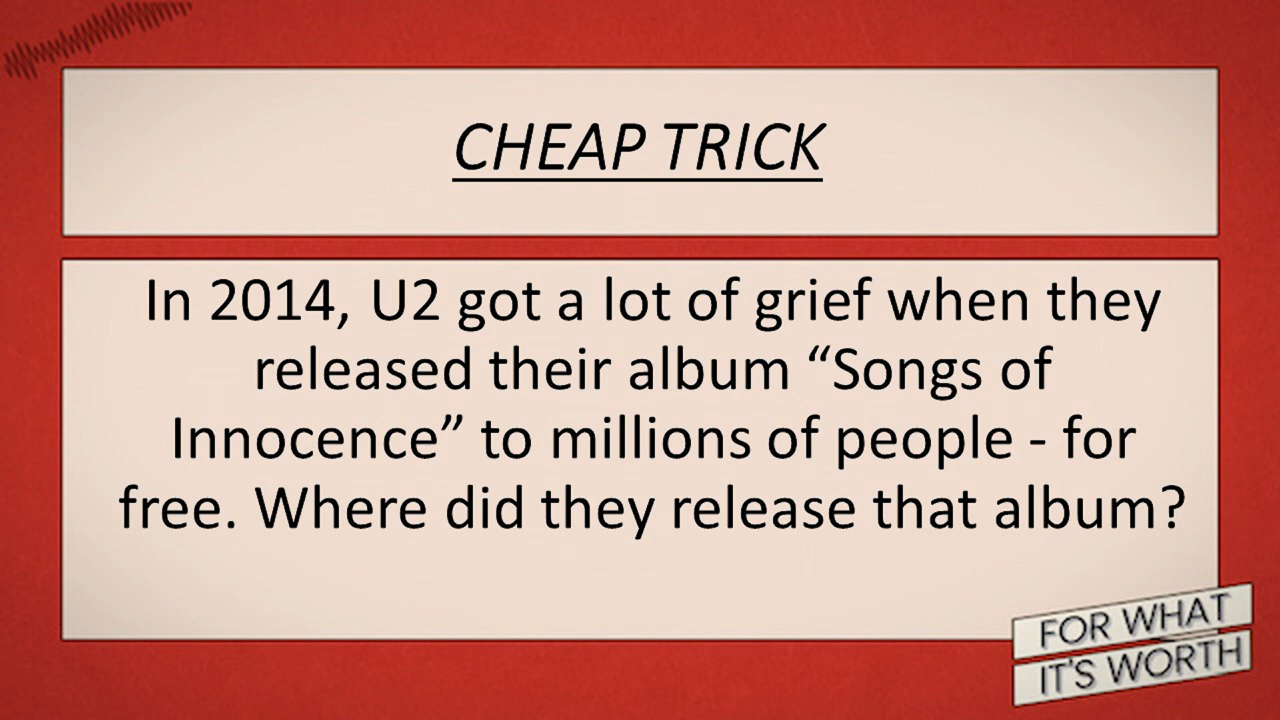 CHEAP TRICK
In 2014, U2 got a lot of grief when they
released their album “Songs of
Innocence” to millions of people - for
free. Where did they release that album?
FOR WHAT
IT'S WORTH